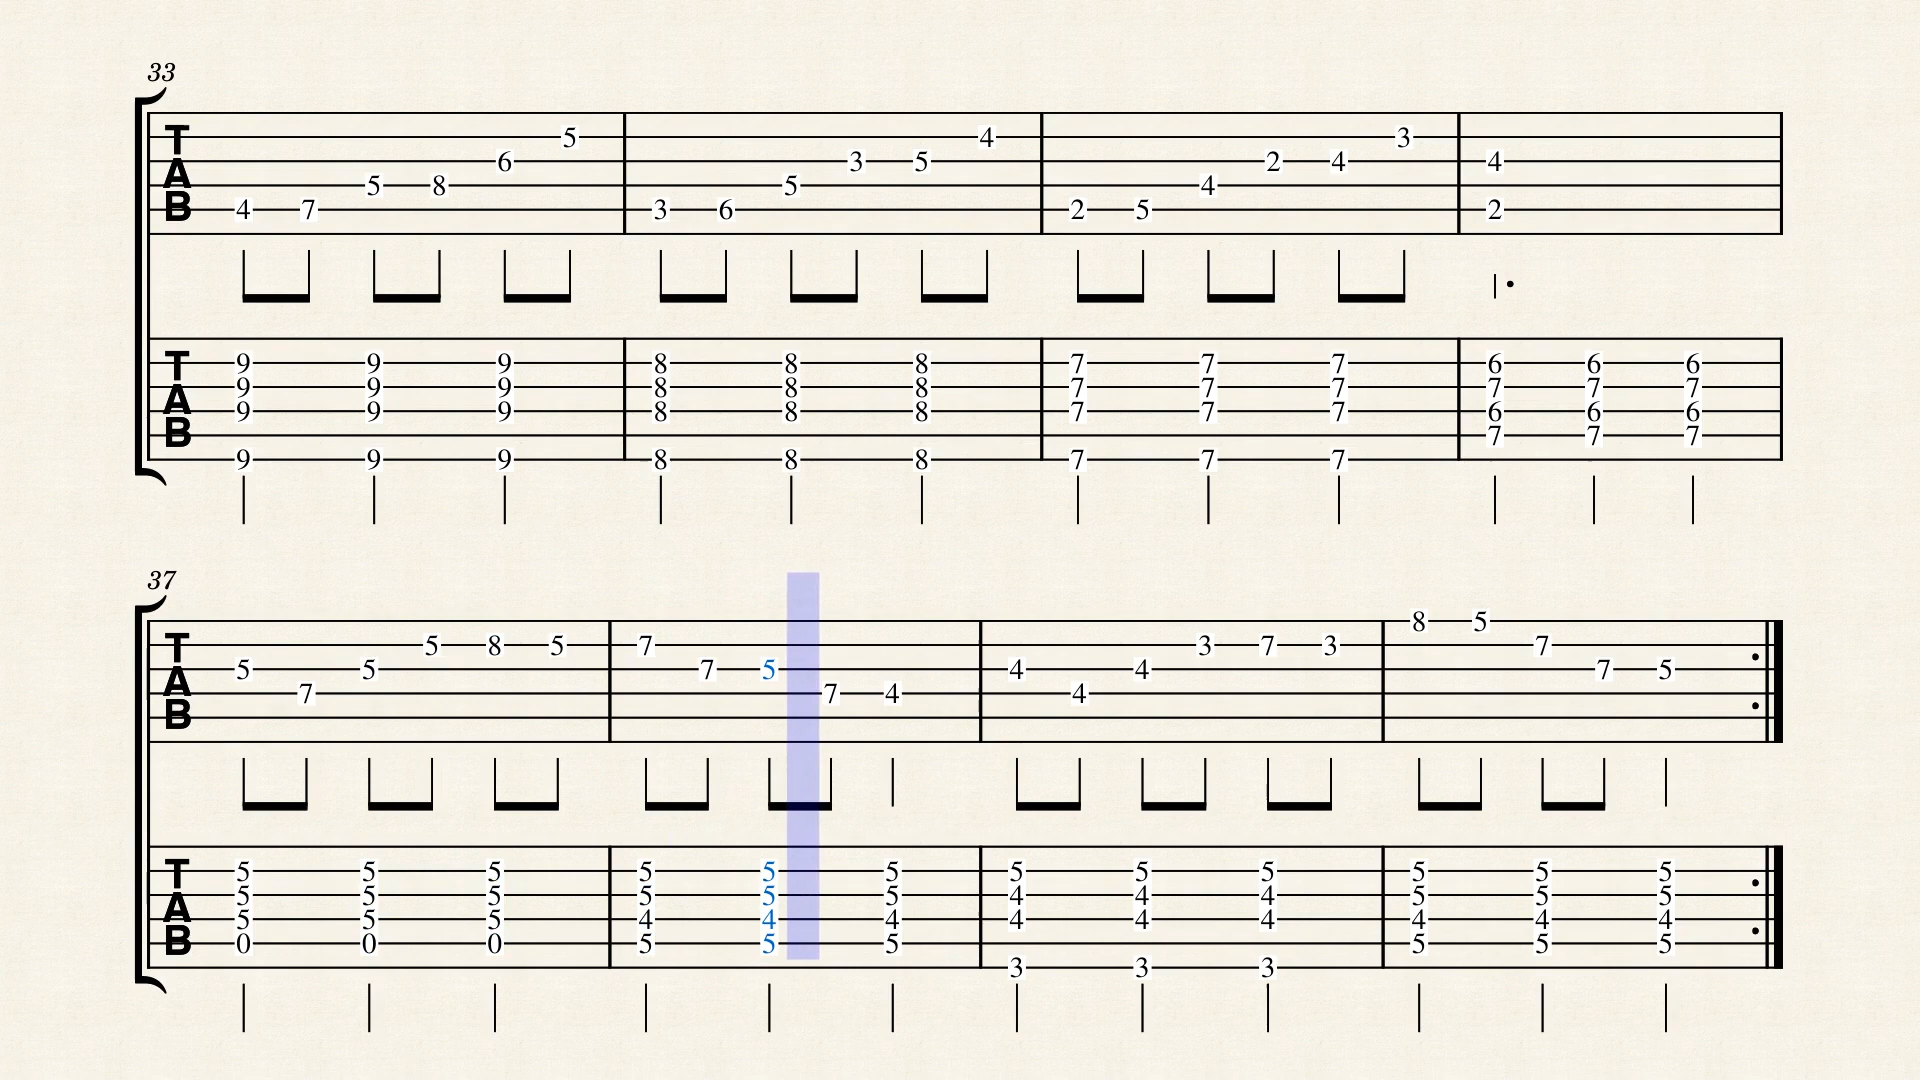 33
T 5 4 3
A 6 3 5 2 4 4
5 8 5 4
B 4 7 3 6 2 5 2
T 9 9 9 8 8 8 7 7 7 6 6 6
9 9 9 8 8 8 7 7 7 7 7 7
A 9 9 9 8 8 8 7 7 7 6 6 6
B 7 7 7
9 9 9 8 8 8 7 7 7
37
8 5
T 5 8 5 7 3 7 3 7
5 5 7 5 4 4 7 5
A 7 7 4 4
B
T 5 5 5 5 5 5 5 5 5 5 5 5
5 5 5 5 5 5 4 4 4 5 5 5
A 5 5 5 4 4 4 4 4 4 4 4 4
B 0 0 0 5 5 5 5 5 5
3 3 3